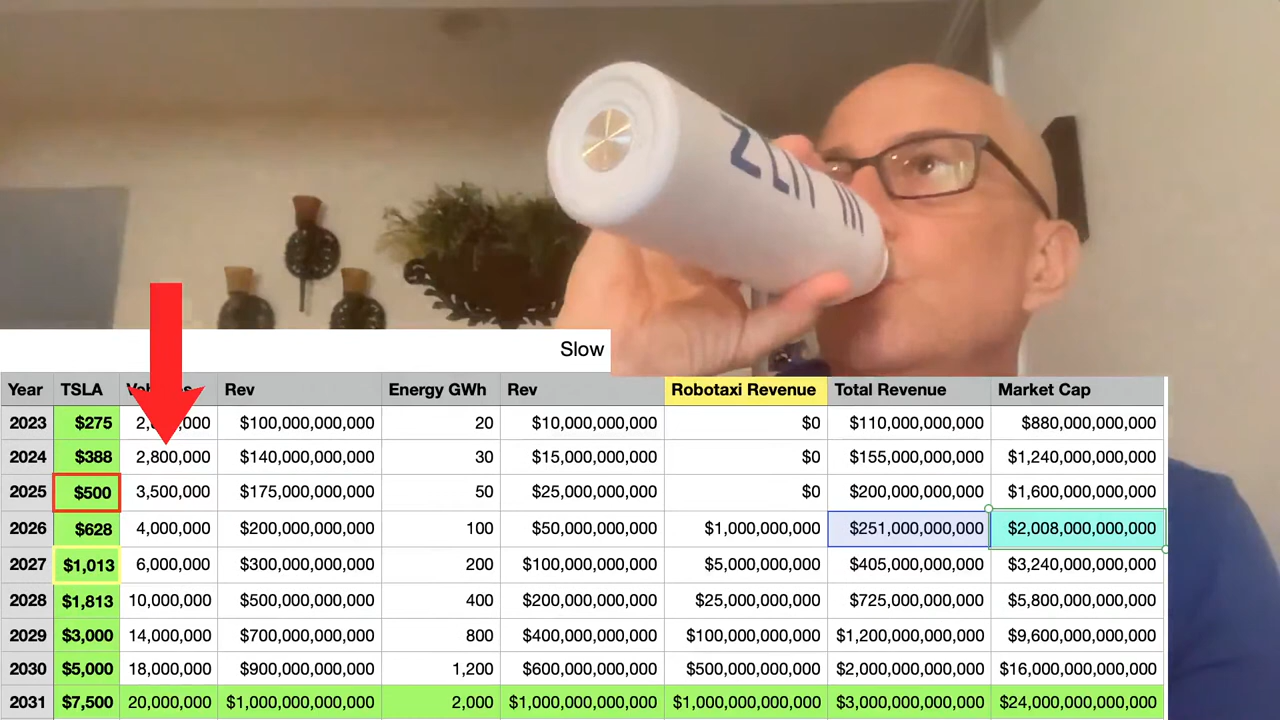 Slow
Year TSLA Rev Energy GWh Rev Robotaxi Revenue Total Revenue Market Cap
2023 $275 $100,000,000,000 20 $10,000,000,000 $0 $110,000,000,000 $880,000,000,000
2024 $388 2,800,000 $140,000,000,000 30 $15,000,000,000 $0 $155,000,000,000 $1,240,000,000,000
2025 $500 3,500,000 $175,000,000,000 50 $25,000,000,000 $0 $200,000,000,000 $1,600,000,000,000
2026 $628 4,000,000 $200,000,000,000 100 $50,000,000,000 $1,000,000,000 $251,000,000,000 $2,008,000,000,000
2027 $1,013 6,000,000 $300,000,000,000 200 $100,000,000,000 $5,000,000,000 $405,000,000,000 $3,240,000,000,000
2028 $1,813 10,000,000 $500,000,000,000 400 $200,000,000,000 $25,000,000,000 $725,000,000,000 $5,800,000,000,000
2029 $3,000 14,000,000 $700,000,000,000 800 $400,000,000,000 $100,000,000,000 $1,200,000,000,000 $9,600,000,000,000
2030 $5,000 18,000,000 $900,000,000,000 1,200 $600,000,000,000 $500,000,000,000 $2,000,000,000,000 $16,000,000,000,000
2031 $7,500 20,000,000 $1,000,000,000,000 2,000 $1,000,000,000,000 $1,000,000,000,000 $3,000,000,000,000 $24,000,000,000,000